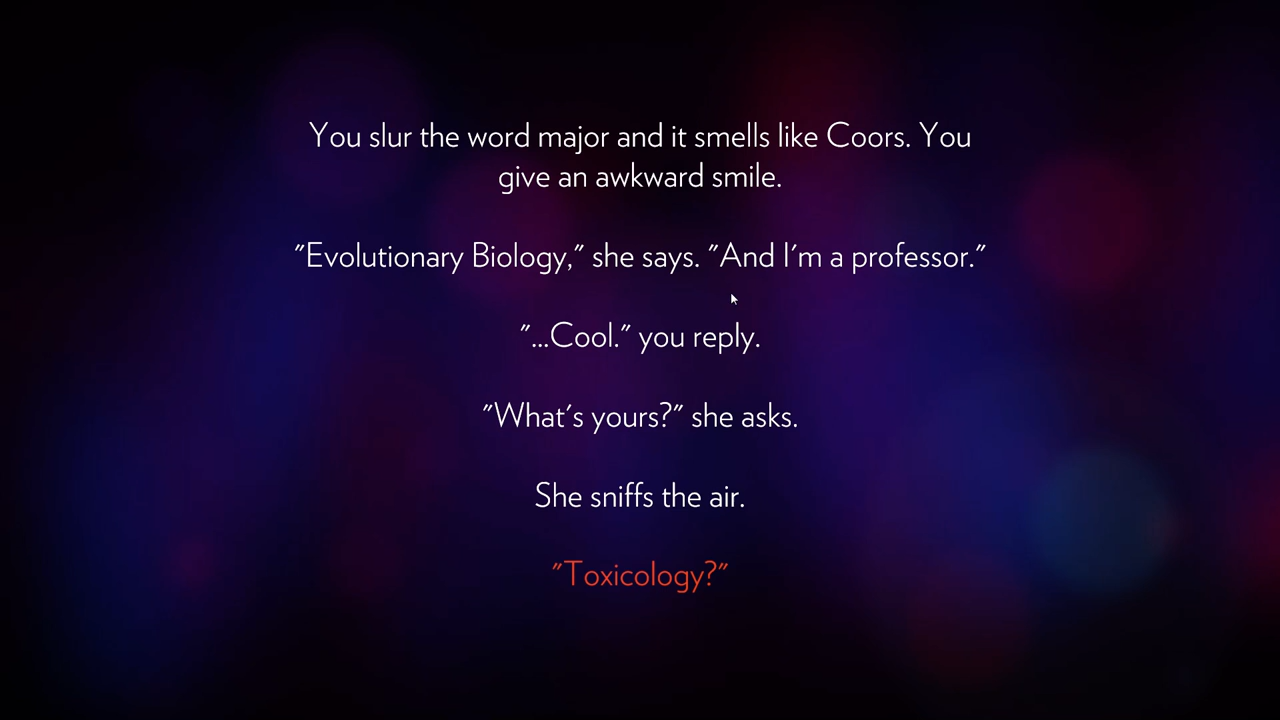 You slur the word major and it smells like Coors. You
give an awkward smile.
"Evolutionary Biology," she says. "And I'm a professor."
"...Cool." you reply.
"What's yours?" she asks.
She sniffs the air.
"Toxicology?"